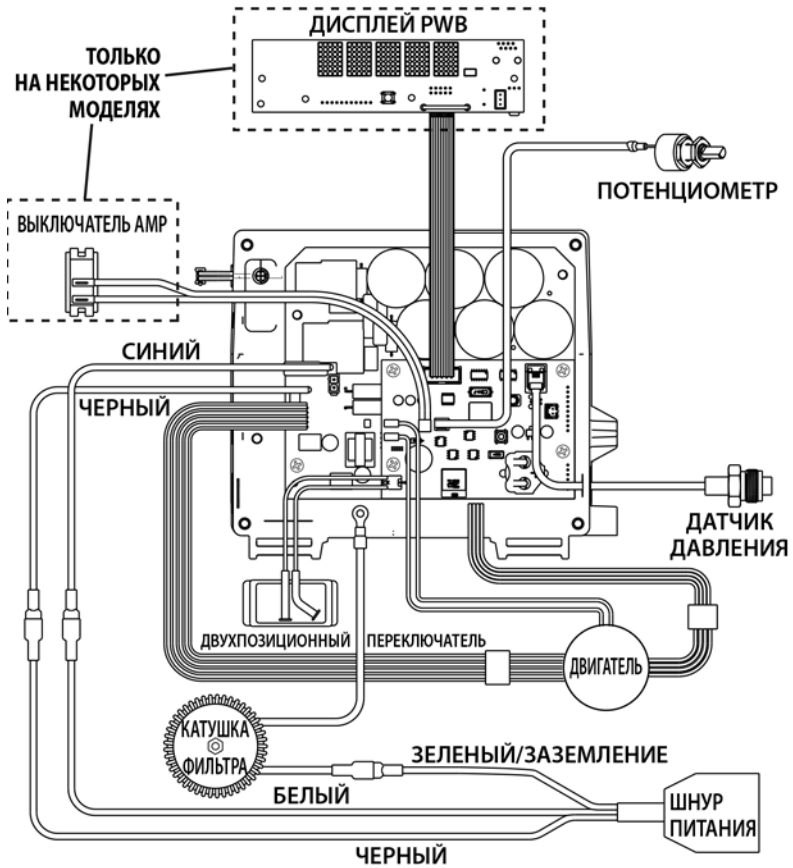 ДИСПЛЕЙ PWB
ТОЛЬКО
НА НЕКОТОРЫХ
МОДЕЛЯХ
ПОТЕНЦИОМЕТР
ВЫКЛЮЧАТЕЛЬ AMP
СИНИЙ
ЧЕРНЫЙ
ДАТЧИК
ДАВЛЕНИЯ
ДВУХПОЗИЦИОННЫЙ ПЕРЕКЛЮЧАТЕЛЬ
ДВИГАТЕЛЬ
КАТУШКА
ФИЛЬТРА
ЗЕЛЕНЫЙ/ЗАЗЕМЛЕНИЕ
БЕЛЫЙ
ШНУР
ПИТАНИЯ
ЧЕРНЫЙ